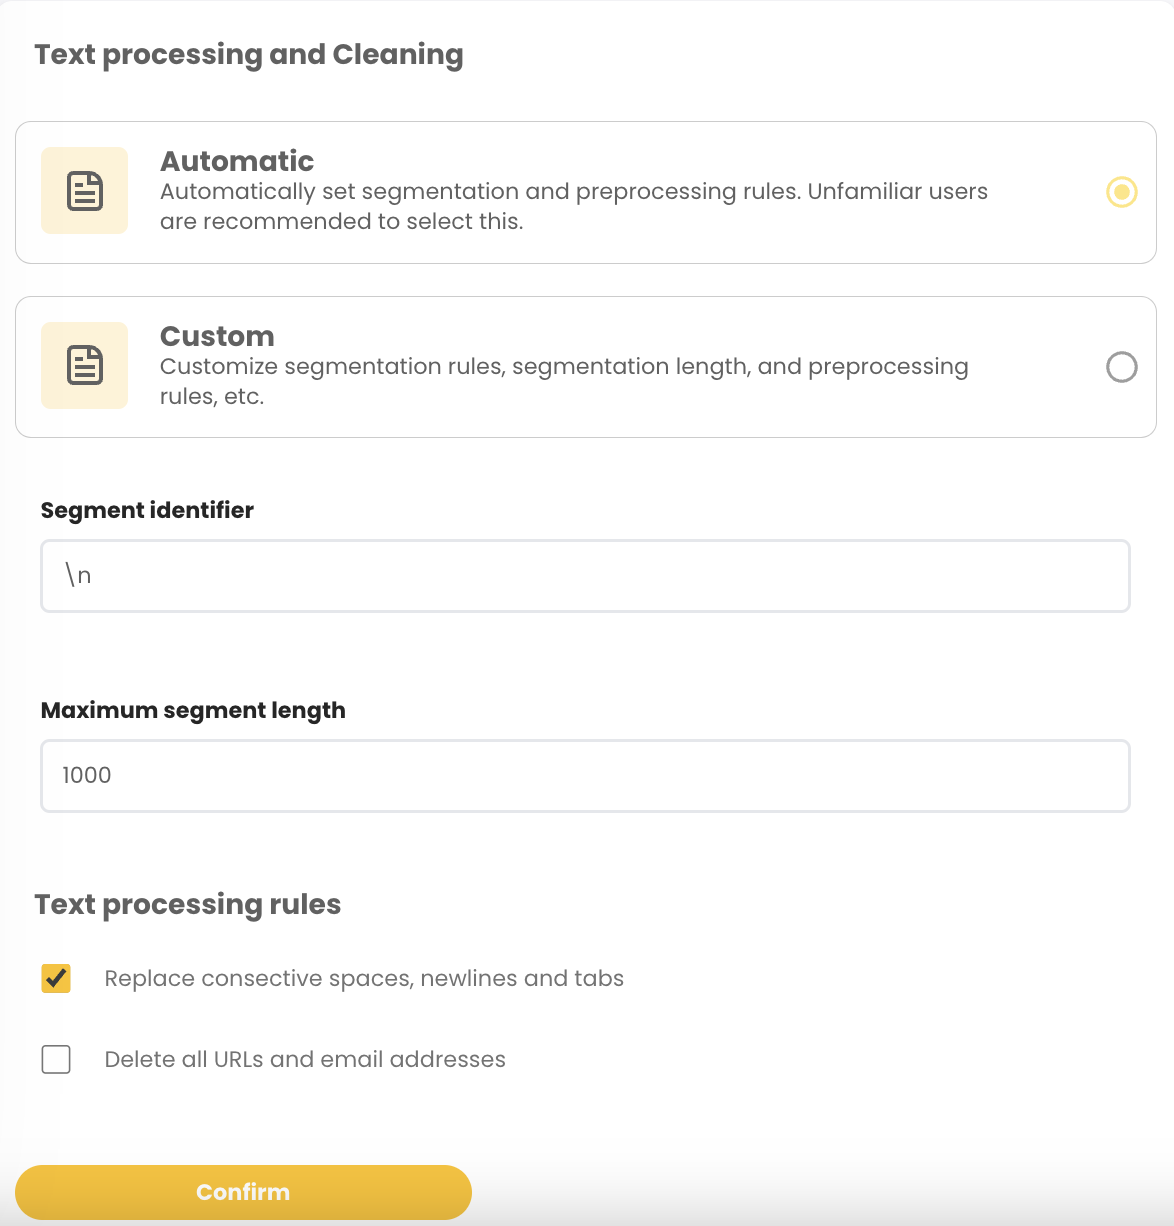 Text processing and Cleaning
Automatic
Automatically set segmentation and preprocessing rules. Unfamiliar users
are recommended to select this.
Custom
Customize segmentation rules, segmentation length, and preprocessing
rules, etc.
Segment identifier
\n
Maximum segment length
1000
Text processing rules
Replace consective spaces, newlines and tabs
Delete all URLs and email addresses
Confirm